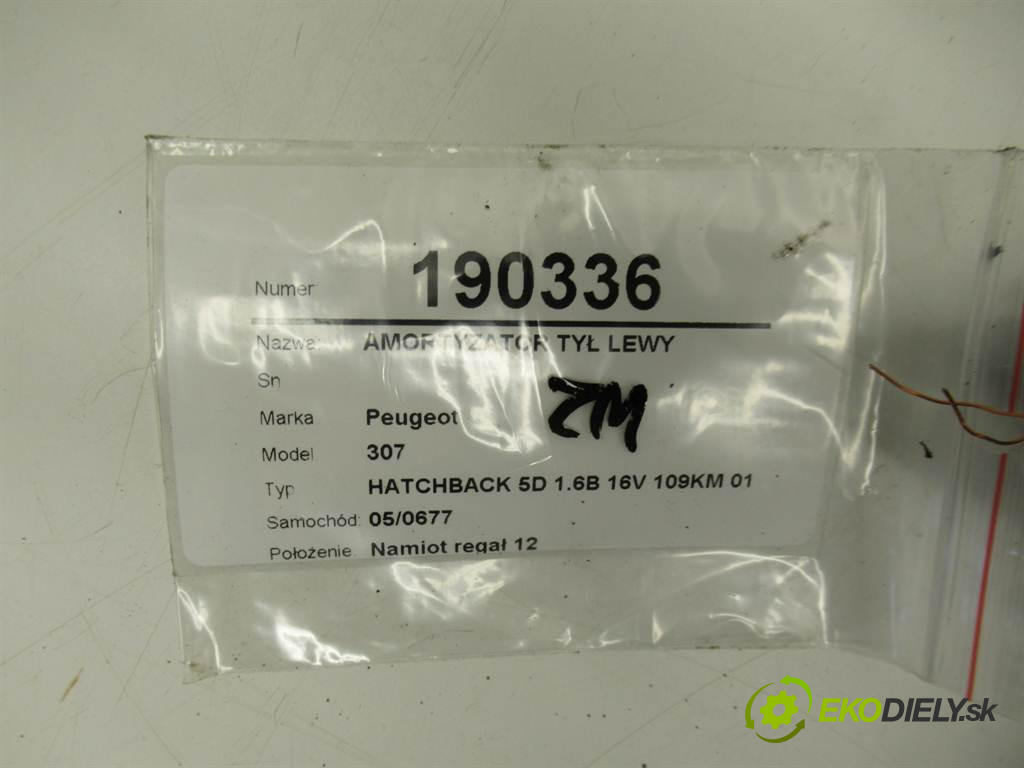 Numer: 190336
Nazwa: AMORTYZATOR TYŁ LEWY
Sn
Marka Peugeot
Model 307
Typ HATCHBACK 5D 1.6B 16V 109KM 01
Samochód: 05/0677
Położenie Namiot regał 12
ZM
EKODIELY.sk